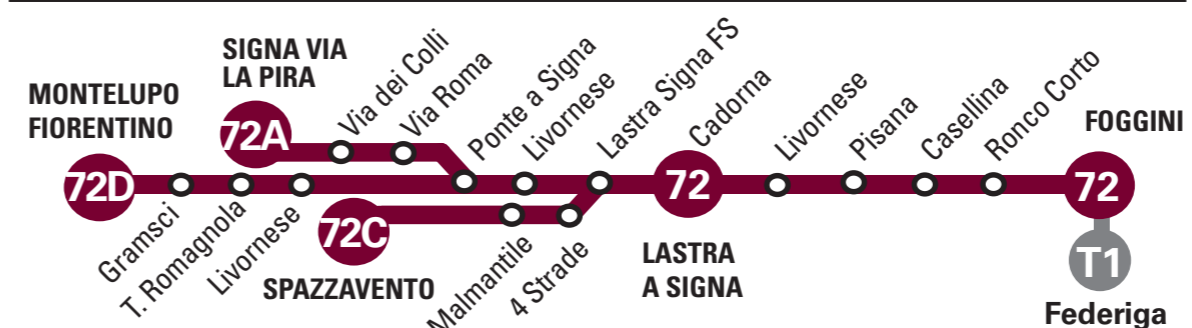 SIGNA VIA
LA PIRA
MONTELUPO
FIORENTINO
72A
Via dei Colli
Via Roma
Ponte a Signa
Livornese
Lastra Signa FS
Cadorna
Livornese
Pisana
Casellina
Ronco Corto
FOGGINI
72D
72
72
Gramsci
T. Romagnola
Livornese
72C
SPAZZAVENTO
Malmantile
4 Strade
LASTRA
A SIGNA
T1
Federiga